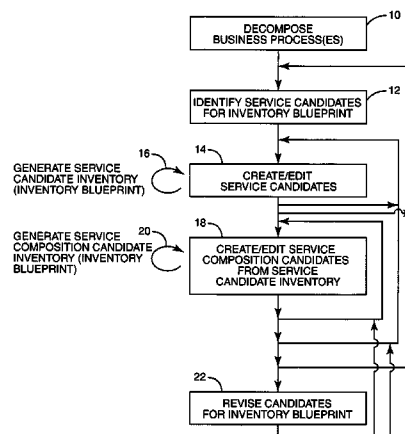 10
DECOMPOSE
BUSINESS PROCESS(ES)
12
IDENTIFY SERVICE CANDIDATES
FOR INVENTORY BLUEPRINT
16
14
GENERATE SERVICE
CANDIDATE INVENTORY
(INVENTORY BLUEPRINT)
CREATE/EDIT
SERVICE CANDIDATES
20
18
GENERATE SERVICE
COMPOSITION CANDIDATE
INVENTORY (INVENTORY
BLUEPRINT)
CREATE/EDIT SERVICE
COMPOSITION CANDIDATES
FROM SERVICE
CANDIDATE INVENTORY
22
REVISE CANDIDATES
FOR INVENTORY BLUEPRINT